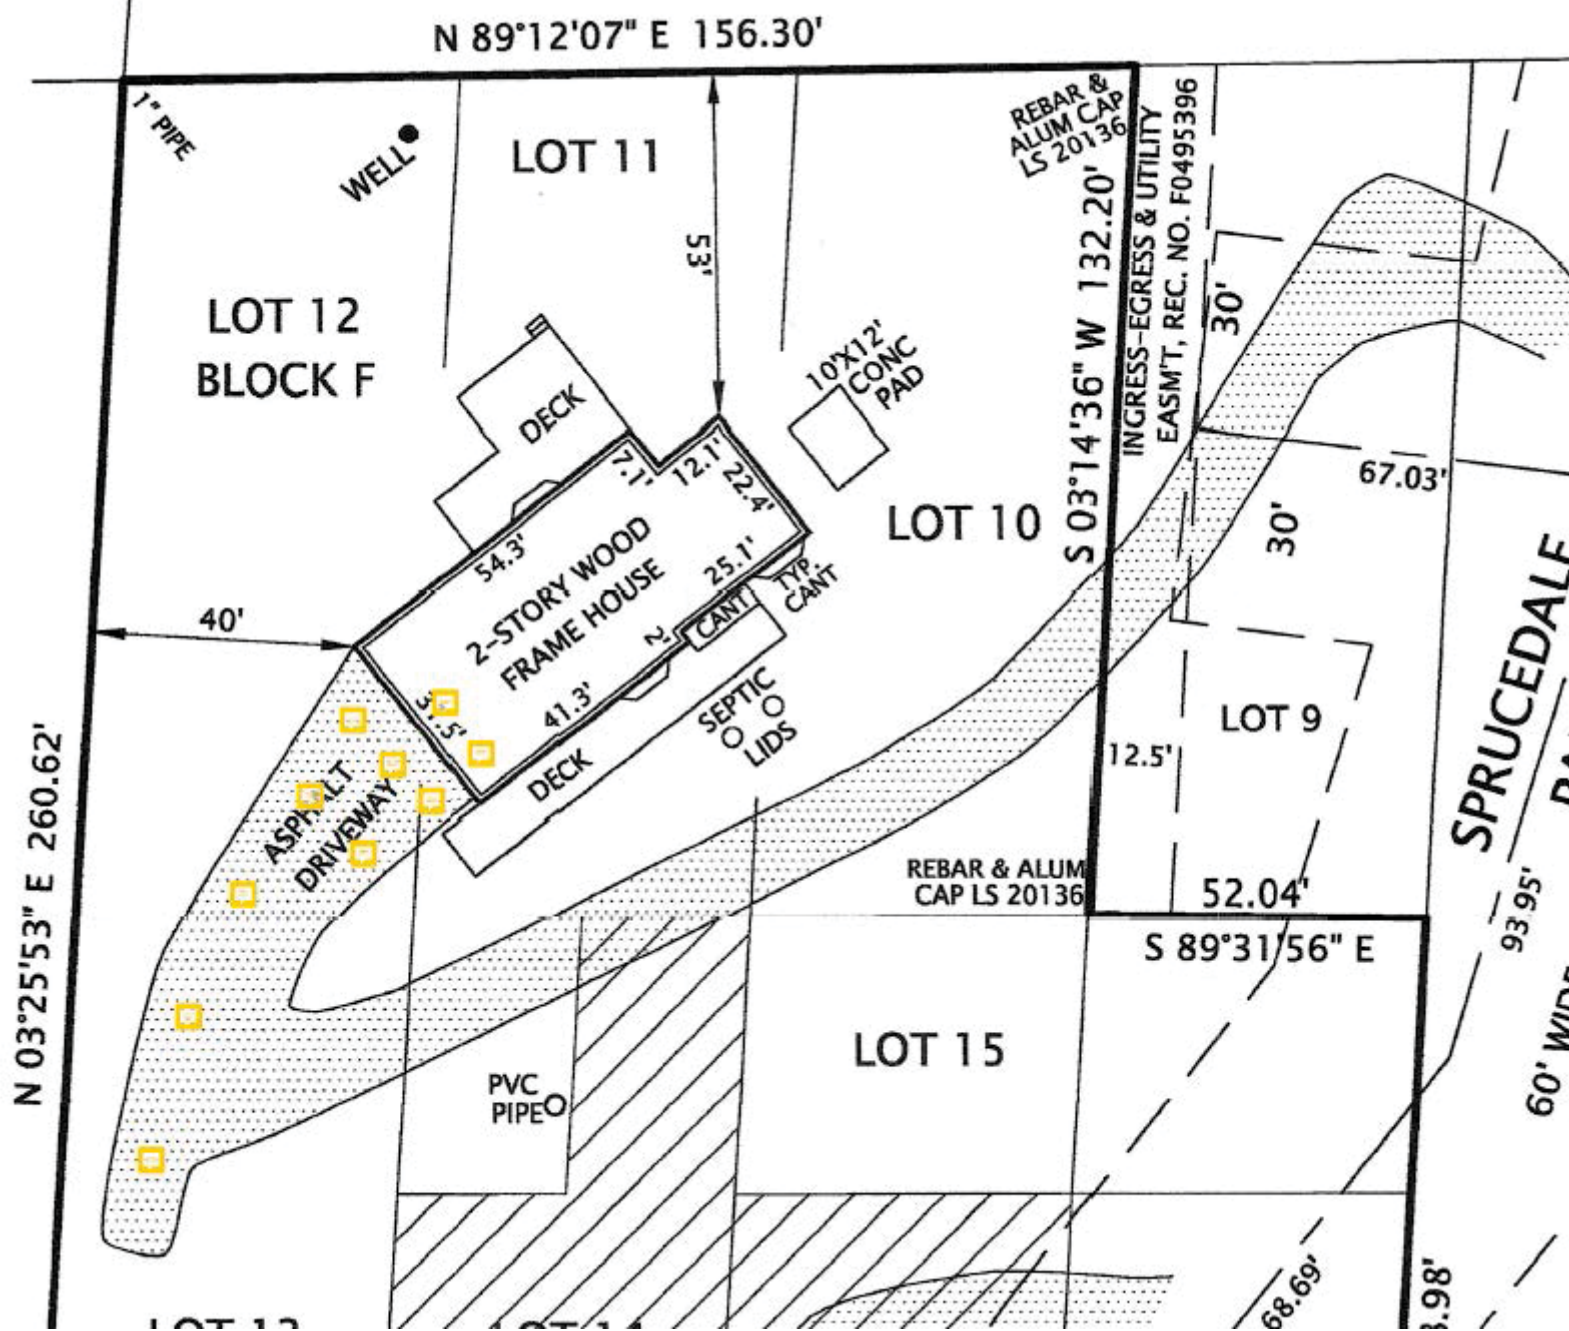 N 89°12'07" E 156.30'
1" PIPE
WELL
LOT 11
53'
REBAR &
ALUM CAP
LS 20136
S 03°14'36" W 132.20'
INGRESS-EGRESS & UTILITY
EASM'T, REC. NO. F0495396
30'
LOT 12
BLOCK F
DECK
10'X12'
CONC
PAD
7.1'
12.1'
22.4'
67.03'
30'
LOT 10
54.3'
2-STORY WOOD
FRAME HOUSE
25.1'
TYP.
CANT
CANT
2'
40'
41.3'
SEPTIC
LIDS
DECK
ASPHALT
DRIVEWAY
LOT 9
12.5'
SPRUCEDALE
N 03°25'53" E 260.62'
REBAR & ALUM
CAP LS 20136
52.04'
S 89°31'56" E
93.95'
60' WIDE
LOT 15
PVC
PIPE
68.69'
LOT 13
LOT 14